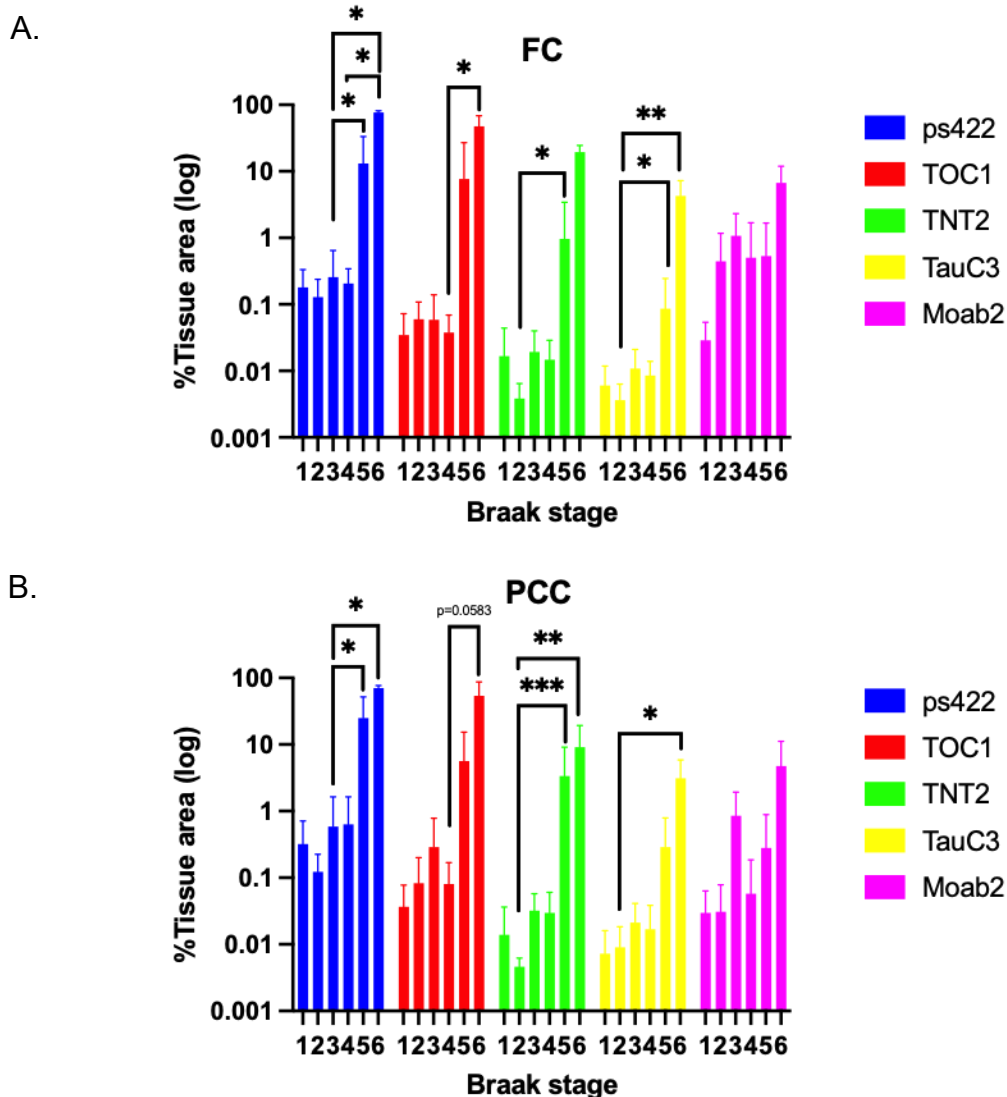 A.
FC
*
*
*
*
*
**
*
%Tissue area (log)
100
10
1
0.1
0.01
0.001
123456 123456 123456 123456 123456
Braak stage
ps422
TOC1
TNT2
TauC3
Moab2
B.
PCC
*
*
p=0.0583
**
***
*
%Tissue area (log)
100
10
1
0.1
0.01
0.001
123456 123456 123456 123456 123456
Braak stage
ps422
TOC1
TNT2
TauC3
Moab2